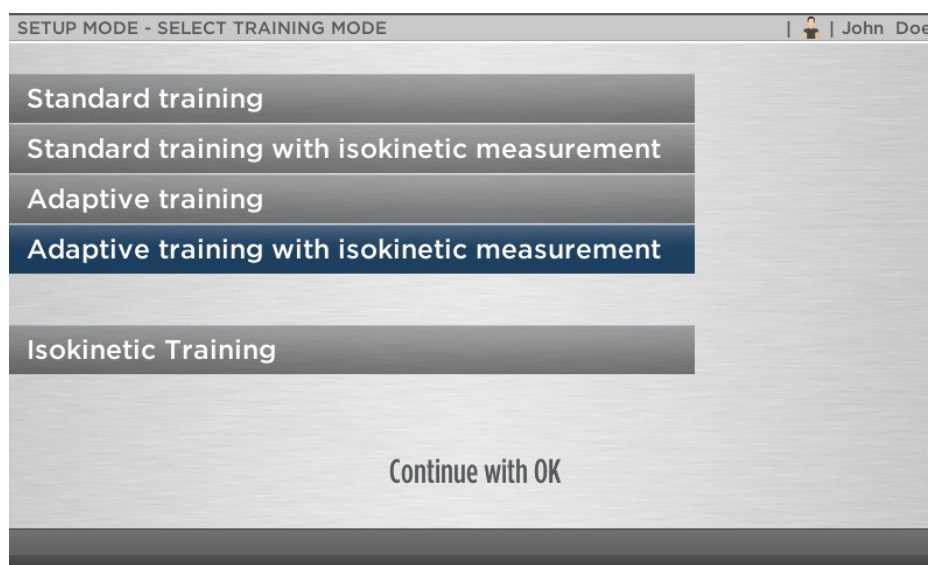 SETUP MODE - SELECT TRAINING MODE | | John Doe
Standard training
Standard training with isokinetic measurement
Adaptive training
Adaptive training with isokinetic measurement
Isokinetic Training
Continue with OK